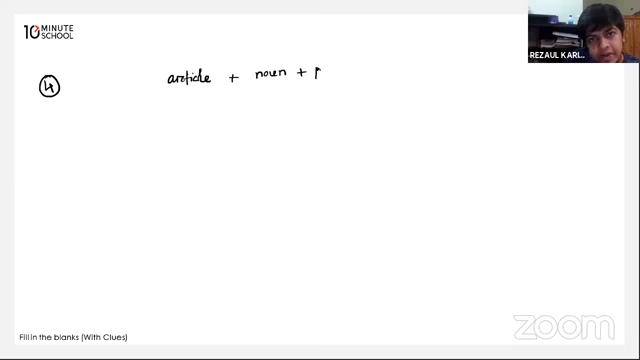 10 MINUTE SCHOOL
REZAUL KARI...
④ article + noun + p
Fill in the blanks (With Clues)
zoom